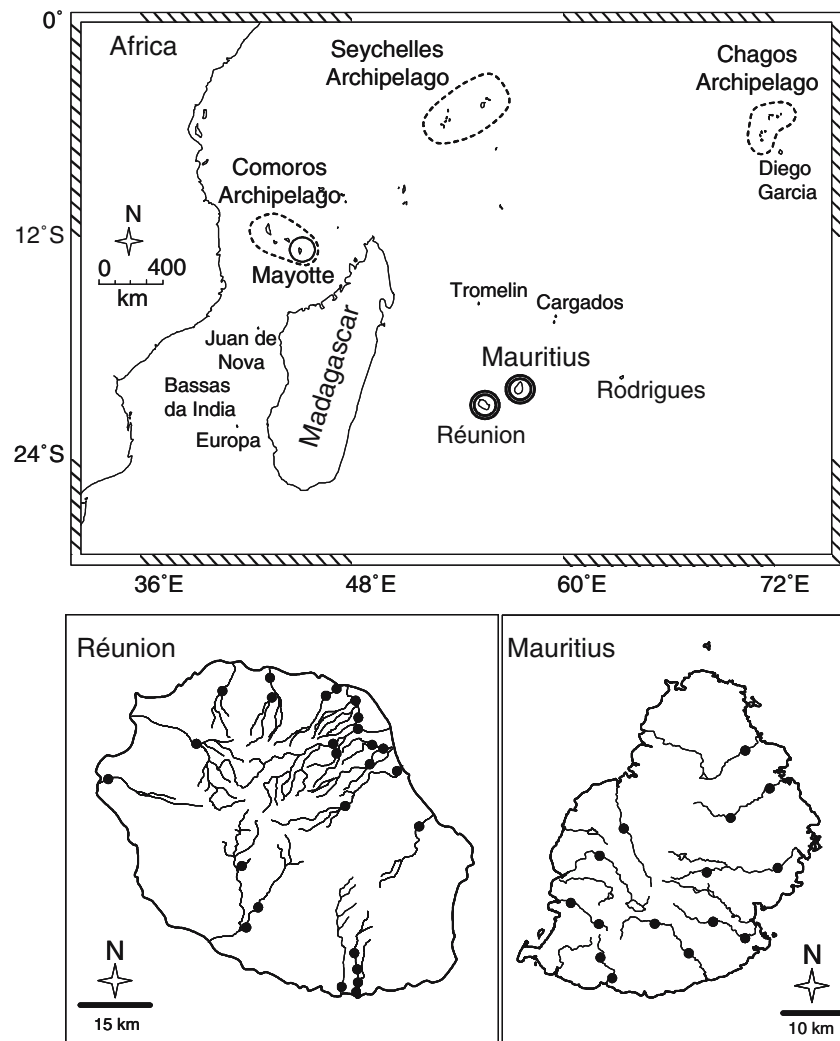 0°
Africa
Seychelles
Archipelago
Chagos
Archipelago
Diego
Garcia
Comoros
Archipelago
N
12°S
0 400
km
Mayotte
Tromelin
Cargados
Juan de
Nova
Madagascar
Mauritius
Bassas
da India
Rodrigues
Europa
Réunion
24°S
36°E 48°E 60°E 72°E
Réunion
N
15 km
Mauritius
N
10 km